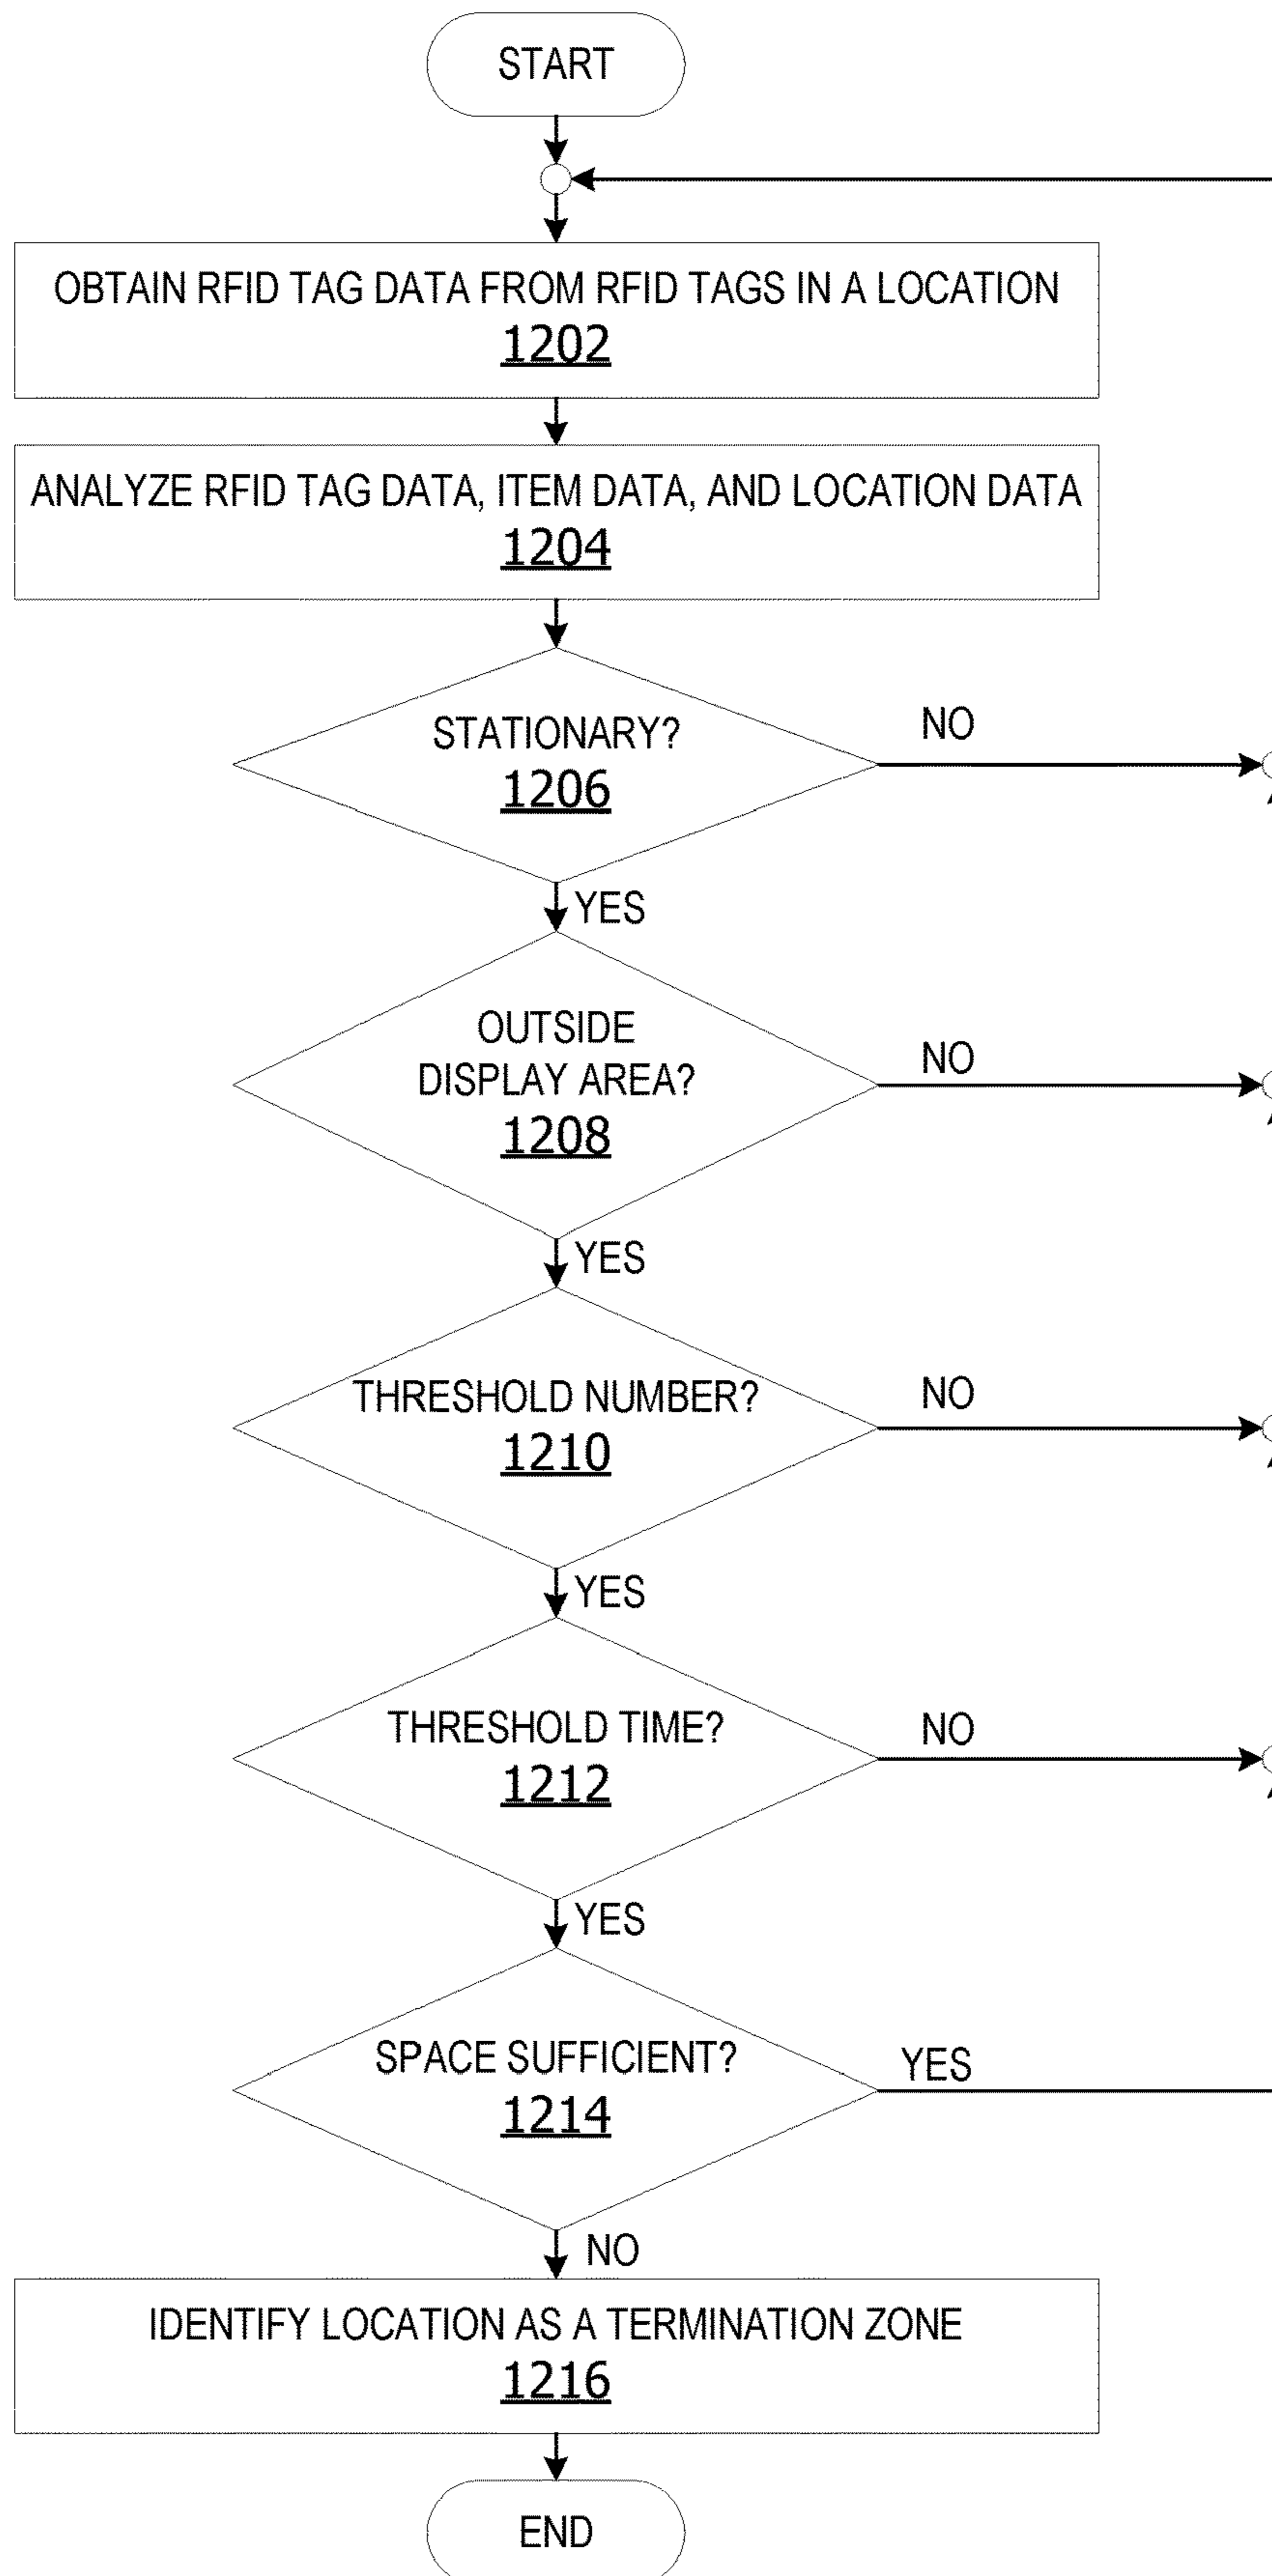 START
OBTAIN RFID TAG DATA FROM RFID TAGS IN A LOCATION
1202
ANALYZE RFID TAG DATA, ITEM DATA, AND LOCATION DATA
1204
STATIONARY?
1206
NO
YES
OUTSIDE
DISPLAY AREA?
1208
NO
YES
THRESHOLD NUMBER?
1210
NO
YES
THRESHOLD TIME?
1212
NO
YES
SPACE SUFFICIENT?
1214
YES
NO
IDENTIFY LOCATION AS A TERMINATION ZONE
1216
END